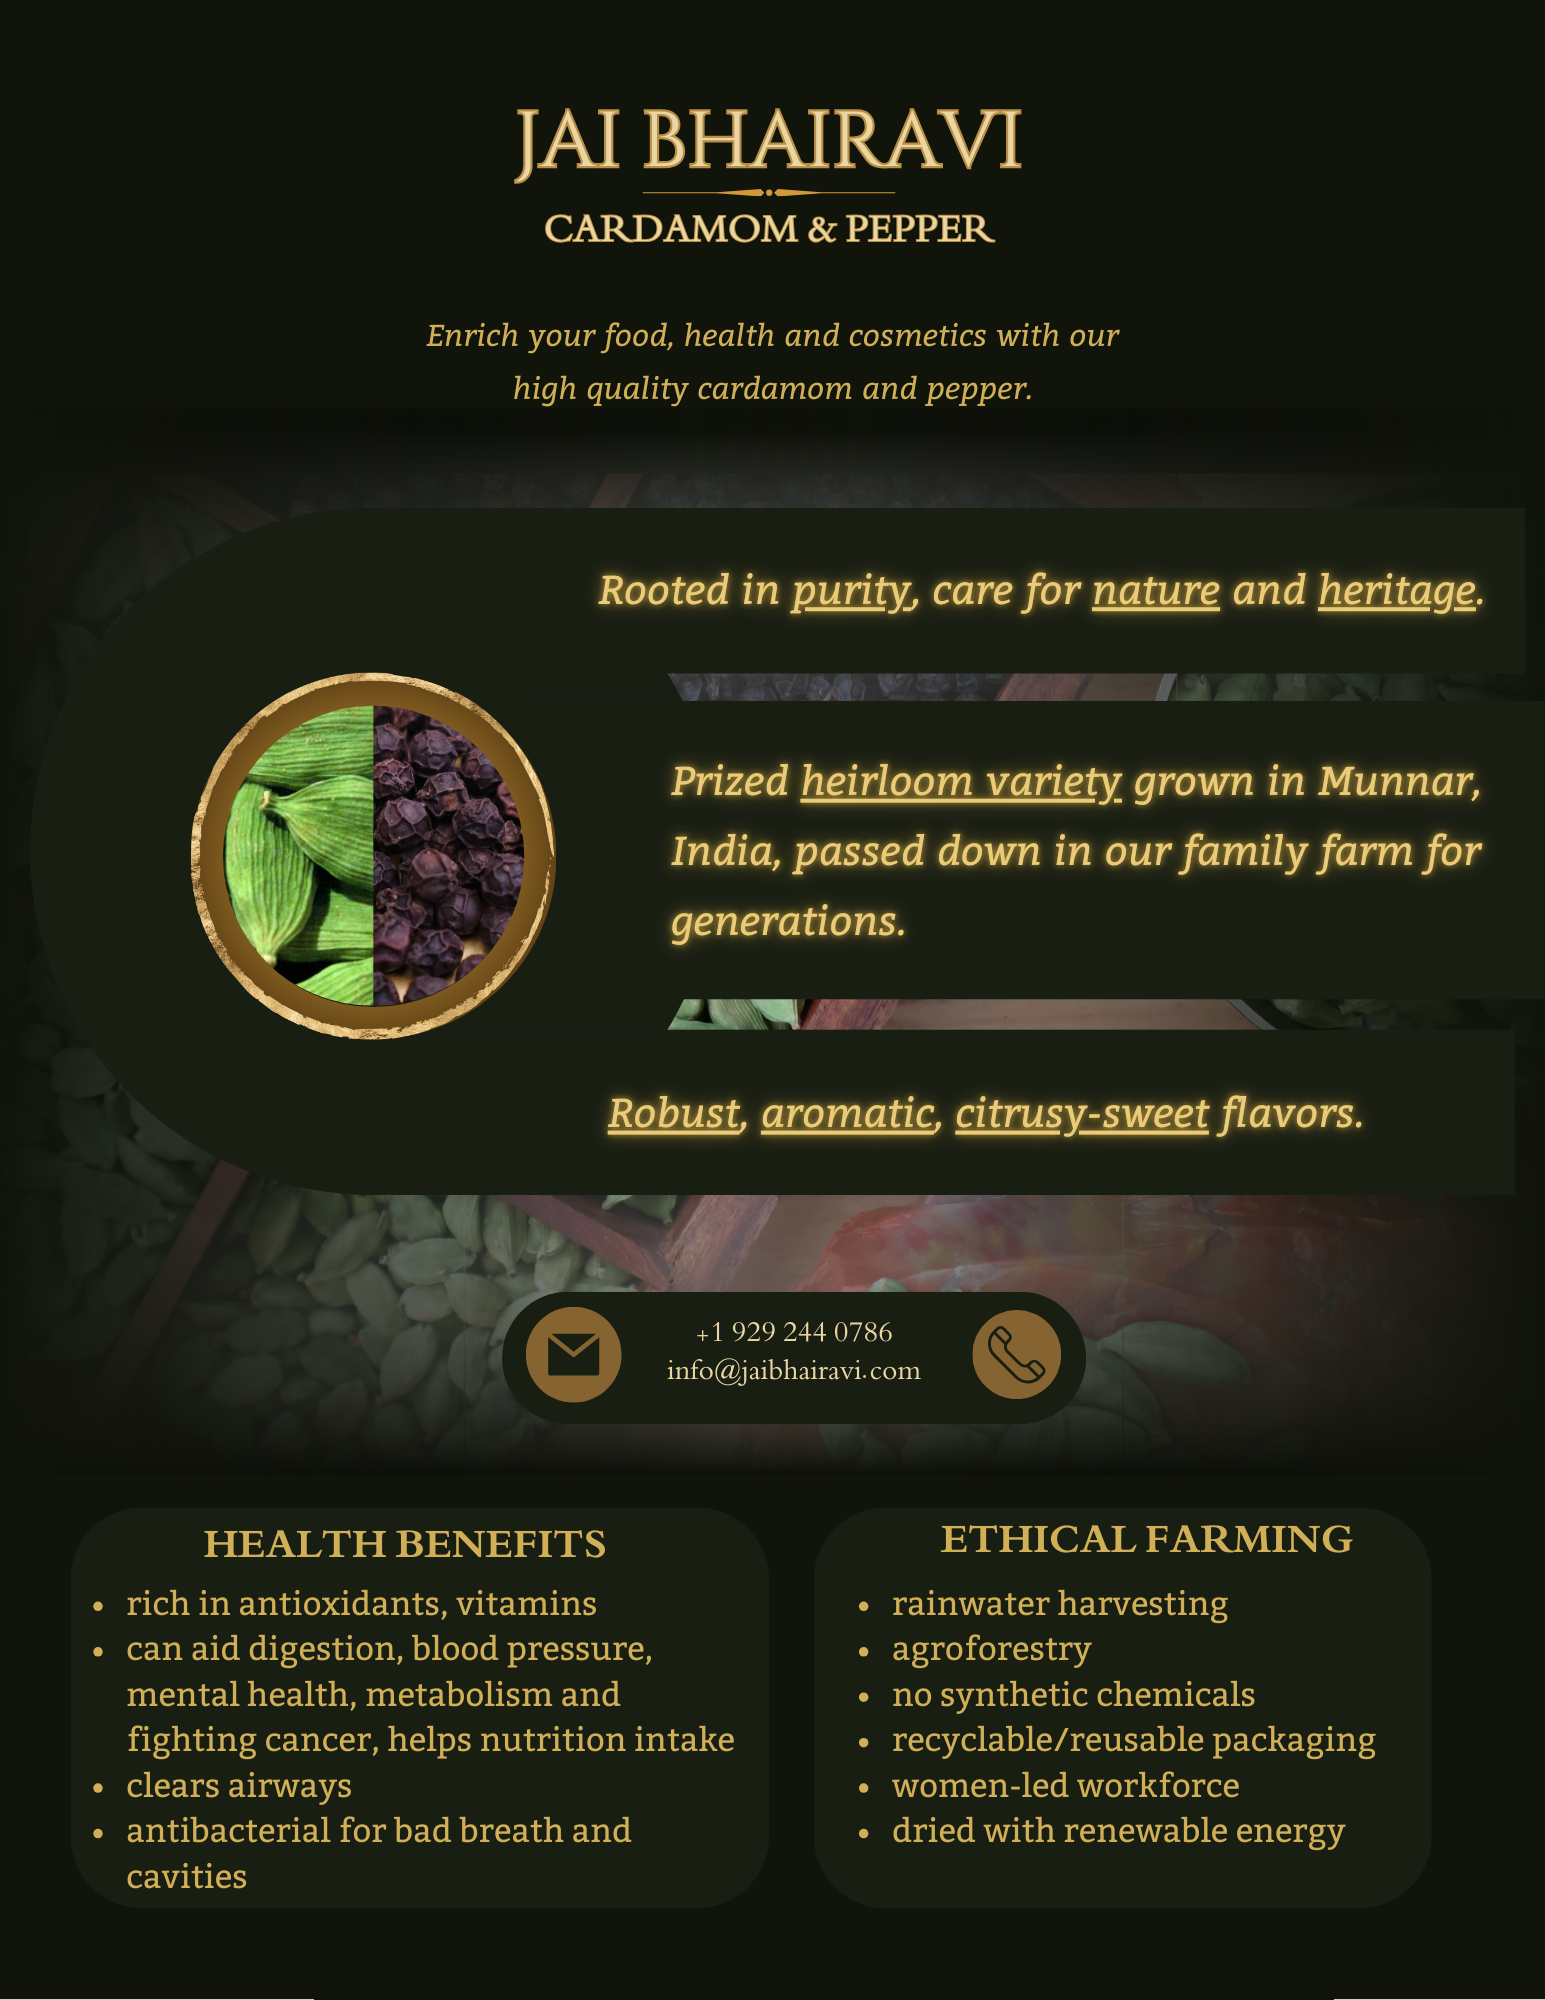 JAI BHAIRAVI
CARDAMOM & PEPPER
Enrich your food, health and cosmetics with our
high quality cardamom and pepper.
Rooted in purity, care for nature and heritage.
Prized heirloom variety grown in Munnar,
India, passed down in our family farm for
generations.
Robust, aromatic, citrusy-sweet flavors.
+1 929 244 0786
info@jaibhairavi.com
HEALTH BENEFITS
• rich in antioxidants, vitamins
• can aid digestion, blood pressure,
mental health, metabolism and
fighting cancer, helps nutrition intake
• clears airways
• antibacterial for bad breath and
cavities
ETHICAL FARMING
• rainwater harvesting
• agroforestry
• no synthetic chemicals
• recyclable/reusable packaging
• women-led workforce
• dried with renewable energy